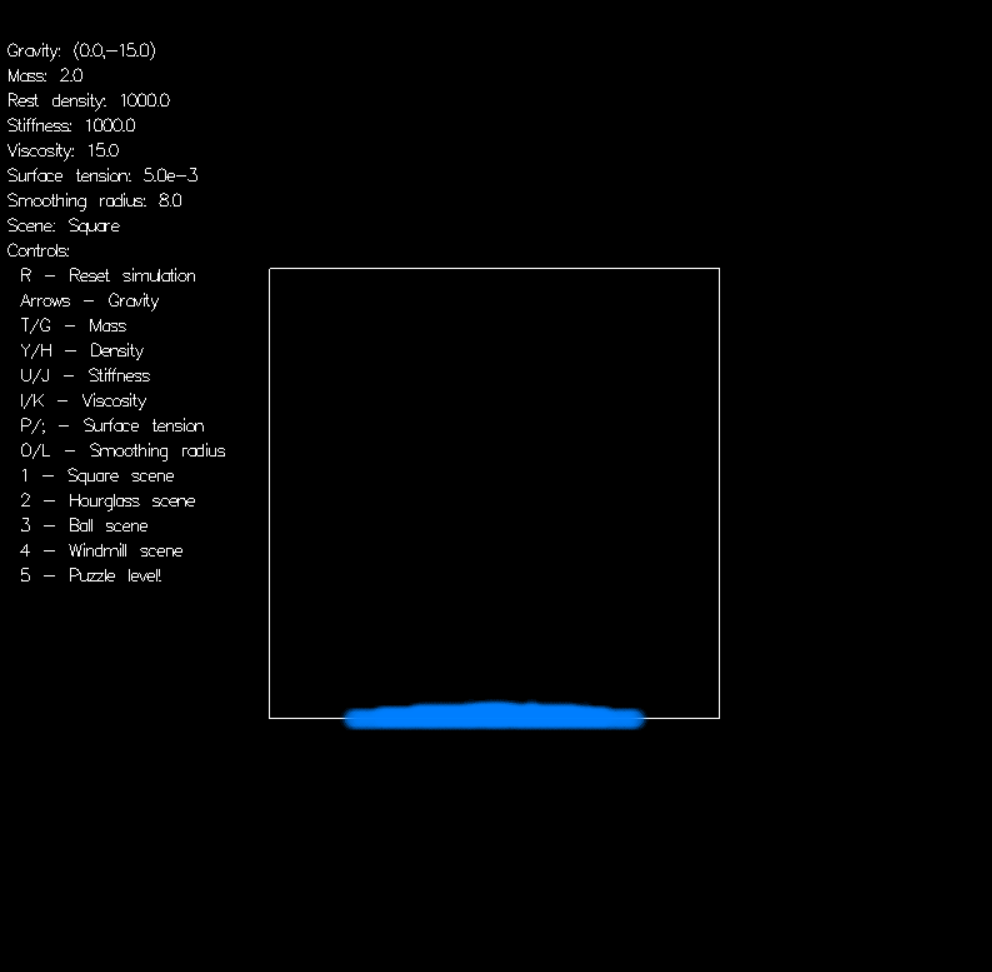 Gravity: (0.0,-15.0)
Mass: 2.0
Rest density: 1000.0
Stiffness: 1000.0
Viscosity: 15.0
Surface tension: 5.0e-3
Smoothing radius: 8.0
Scene: Square
Controls:
R - Reset simulation
Arrows - Gravity
T/G - Mass
Y/H - Density
U/J - Stiffness
I/K - Viscosity
P/; - Surface tension
O/L - Smoothing radius
1 - Square scene
2 - Hourglass scene
3 - Ball scene
4 - Windmill scene
5 - Puzzle level!